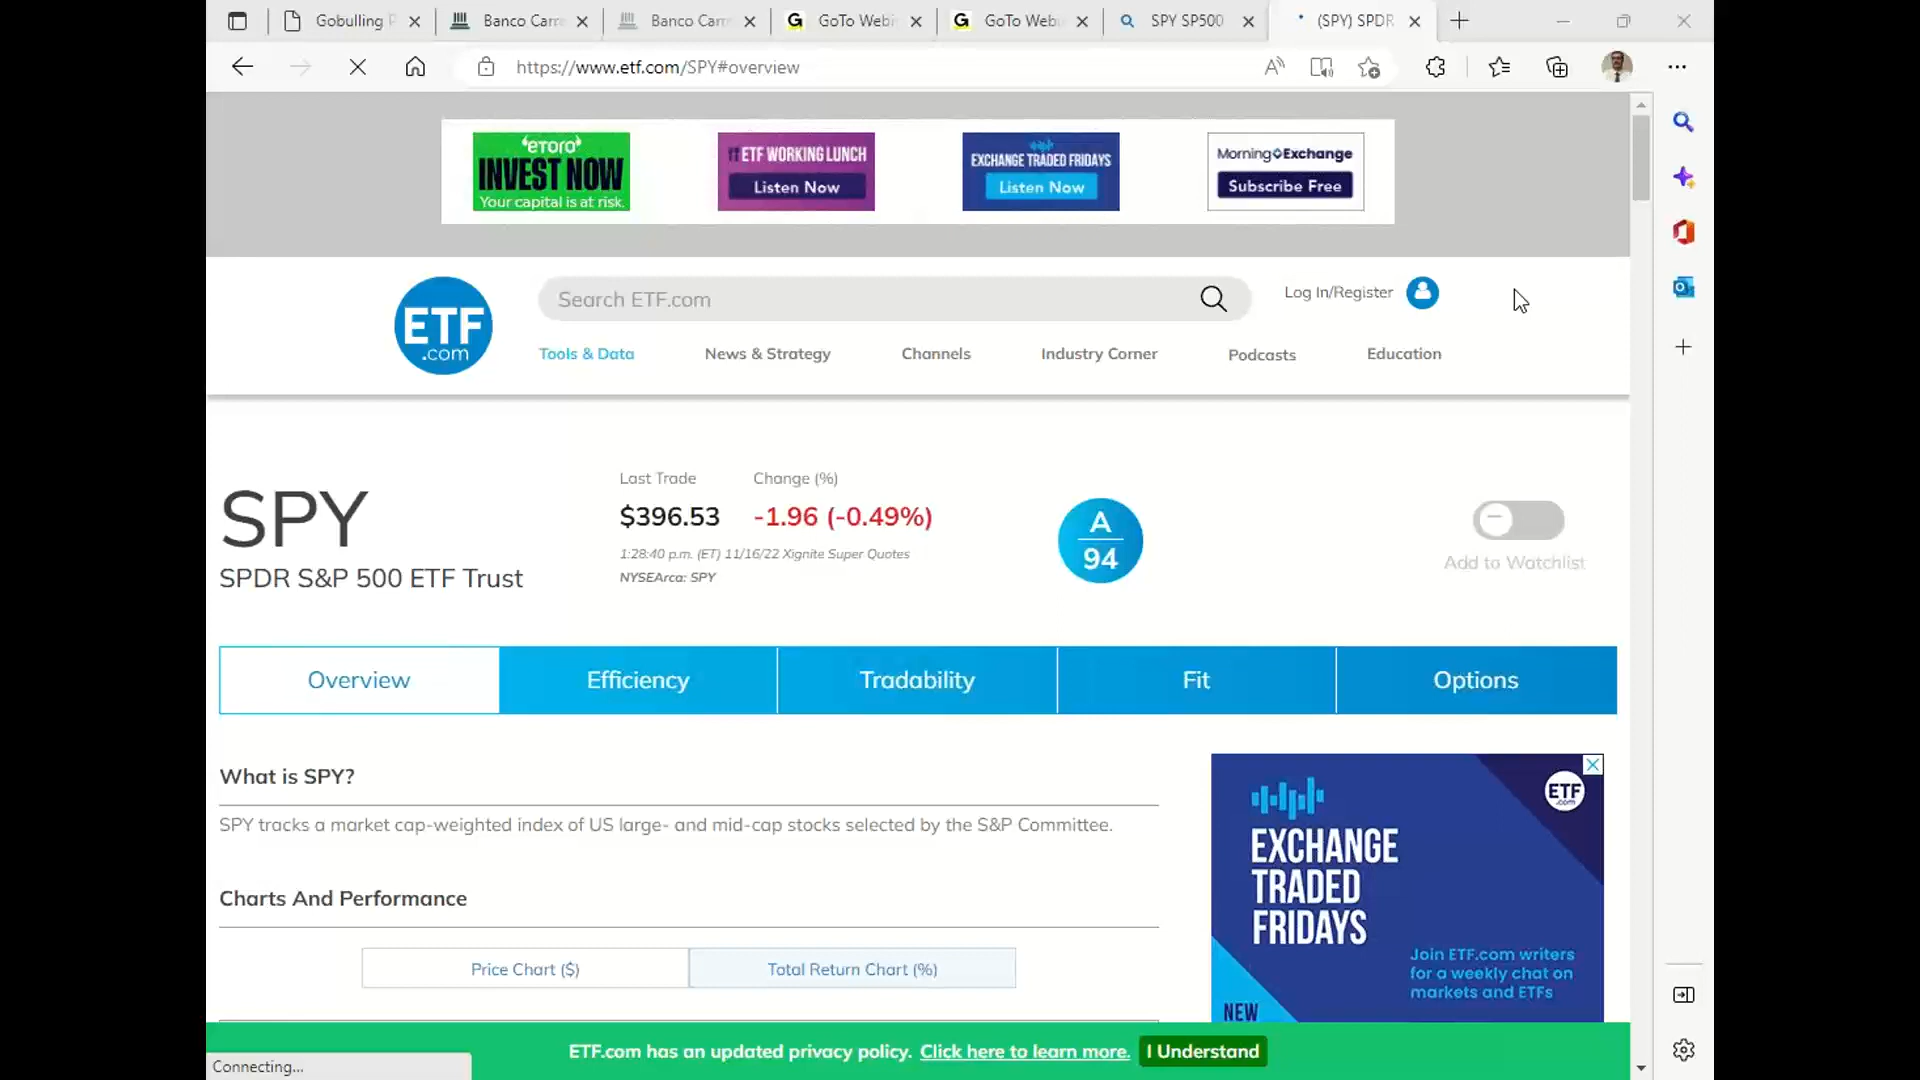 Gobulling
Banco Carr
Banco Carr
GoTo Webi
GoTo Webi
SPY SP500
(SPY) SPDR
https://www.etf.com/SPY#overview
eTORO
INVEST NOW
Your capital is at risk.
ETF WORKING LUNCH
Listen Now
EXCHANGE TRADED FRIDAYS
Listen Now
Morning Exchange
Subscribe Free
ETF
.com
Search ETF.com
Log In/Register
Tools & Data
News & Strategy
Channels
Industry Corner
Podcasts
Education
SPY
SPDR S&P 500 ETF Trust
Last Trade
Change (%)
$396.53
-1.96 (-0.49%)
1:28:40 p.m. (ET) 11/16/22 Xignite Super Quotes
NYSEArca: SPY
A
94
Add to Watchlist
Overview
Efficiency
Tradability
Fit
Options
What is SPY?
SPY tracks a market cap-weighted index of US large- and mid-cap stocks selected by the S&P Committee.
Charts And Performance
Price Chart ($)
Total Return Chart (%)
ETF
.com
EXCHANGE
TRADED
FRIDAYS
Join ETF.com writers
for a weekly chat on
markets and ETFs
NEW
ETF.com has an updated privacy policy. Click here to learn more.
I Understand
Connecting...